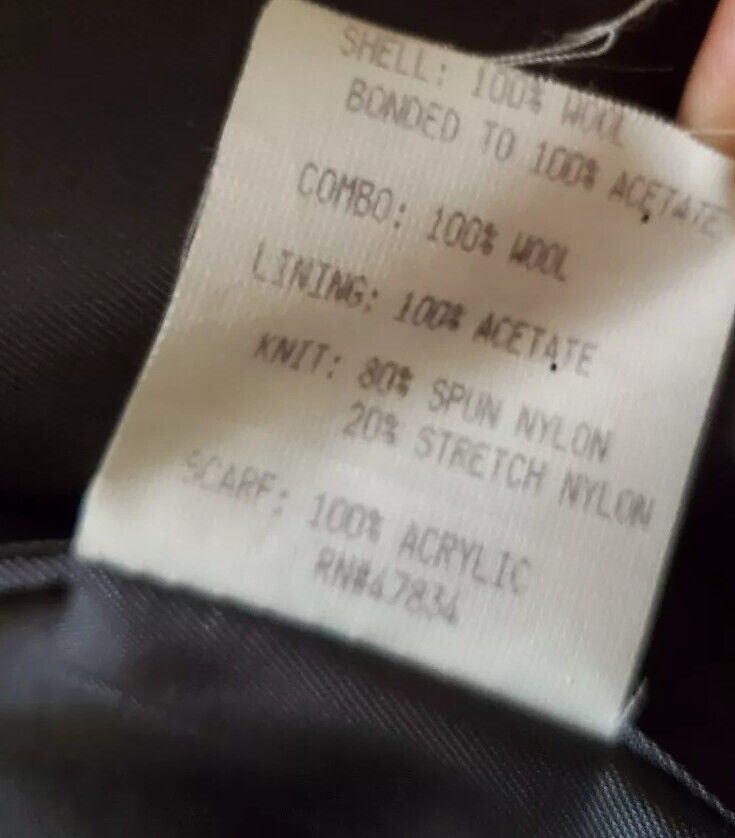 SHELL: 100% WOOL
BONDED TO 100% ACETATE
COMBO: 100% WOOL
LINING: 100% ACETATE
KNIT: 80% SPUN NYLON
20% STRETCH NYLON
SCARF: 100% ACRYLIC
RN#47834